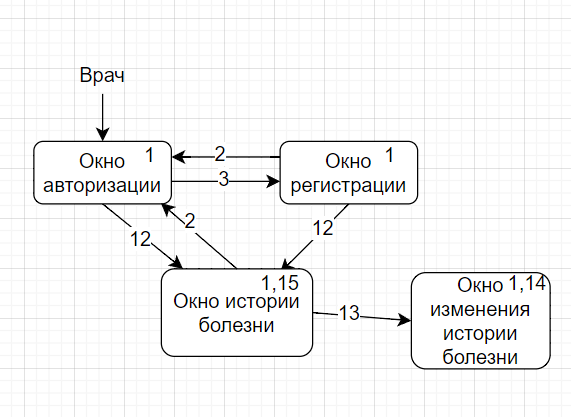 Врач
Окно 1
авторизации
2
3
Окно 1
регистрации
12
2
12
1,15
Окно истории
болезни
13
Окно 1,14
изменения
истории
болезни